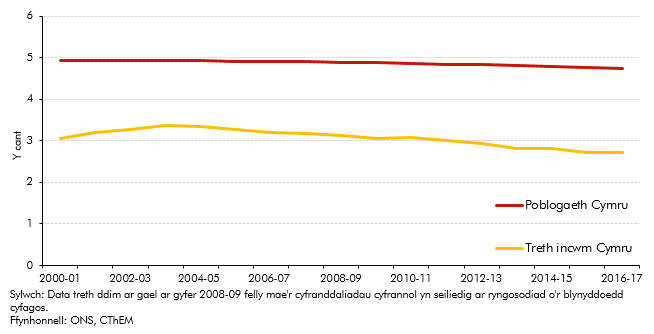 6
5
4
3
2
1
0
Y cant
Poblogaeth Cymru
Treth incwm Cymru
2000-01 2002-03 2004-05 2006-07 2008-09 2010-11 2012-13 2014-15 2016-17
Sylwch: Data treth ddim ar gael ar gyfer 2008-09 felly mae'r cyfranddaliadau cyfrannol yn seiliedig ar ryngosodiad o'r blynyddoedd
cyfagos.
Ffynhonnell: ONS, CThEM